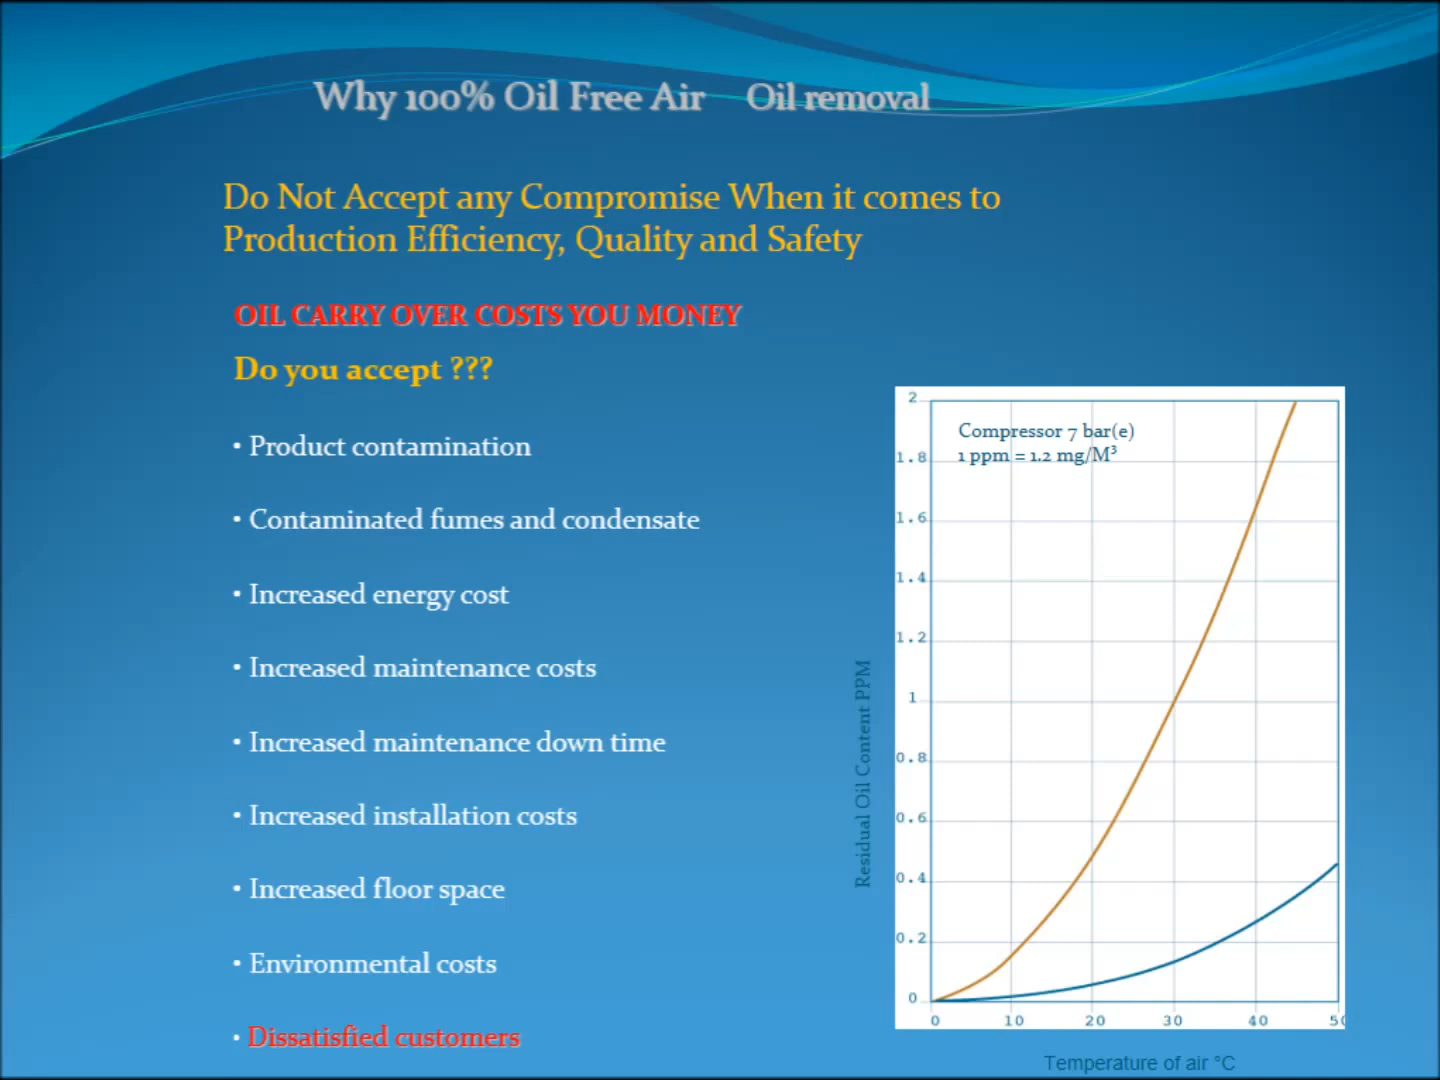 Why 100% Oil Free Air Oil removal
Do Not Accept any Compromise When it comes to
Production Efficiency, Quality and Safety
OIL CARRY OVER COSTS YOU MONEY
Do you accept ???
• Product contamination
• Contaminated fumes and condensate
• Increased energy cost
• Increased maintenance costs
• Increased maintenance down time
• Increased installation costs
• Increased floor space
• Environmental costs
• Dissatisfied customers
Residual Oil Content PPM
Compressor 7 bar(e)
1 ppm = 1.2 mg/M³
2
1.8
1.6
1.4
1.2
1
0.8
0.6
0.4
0.2
0
0 10 20 30 40 50
Temperature of air °C